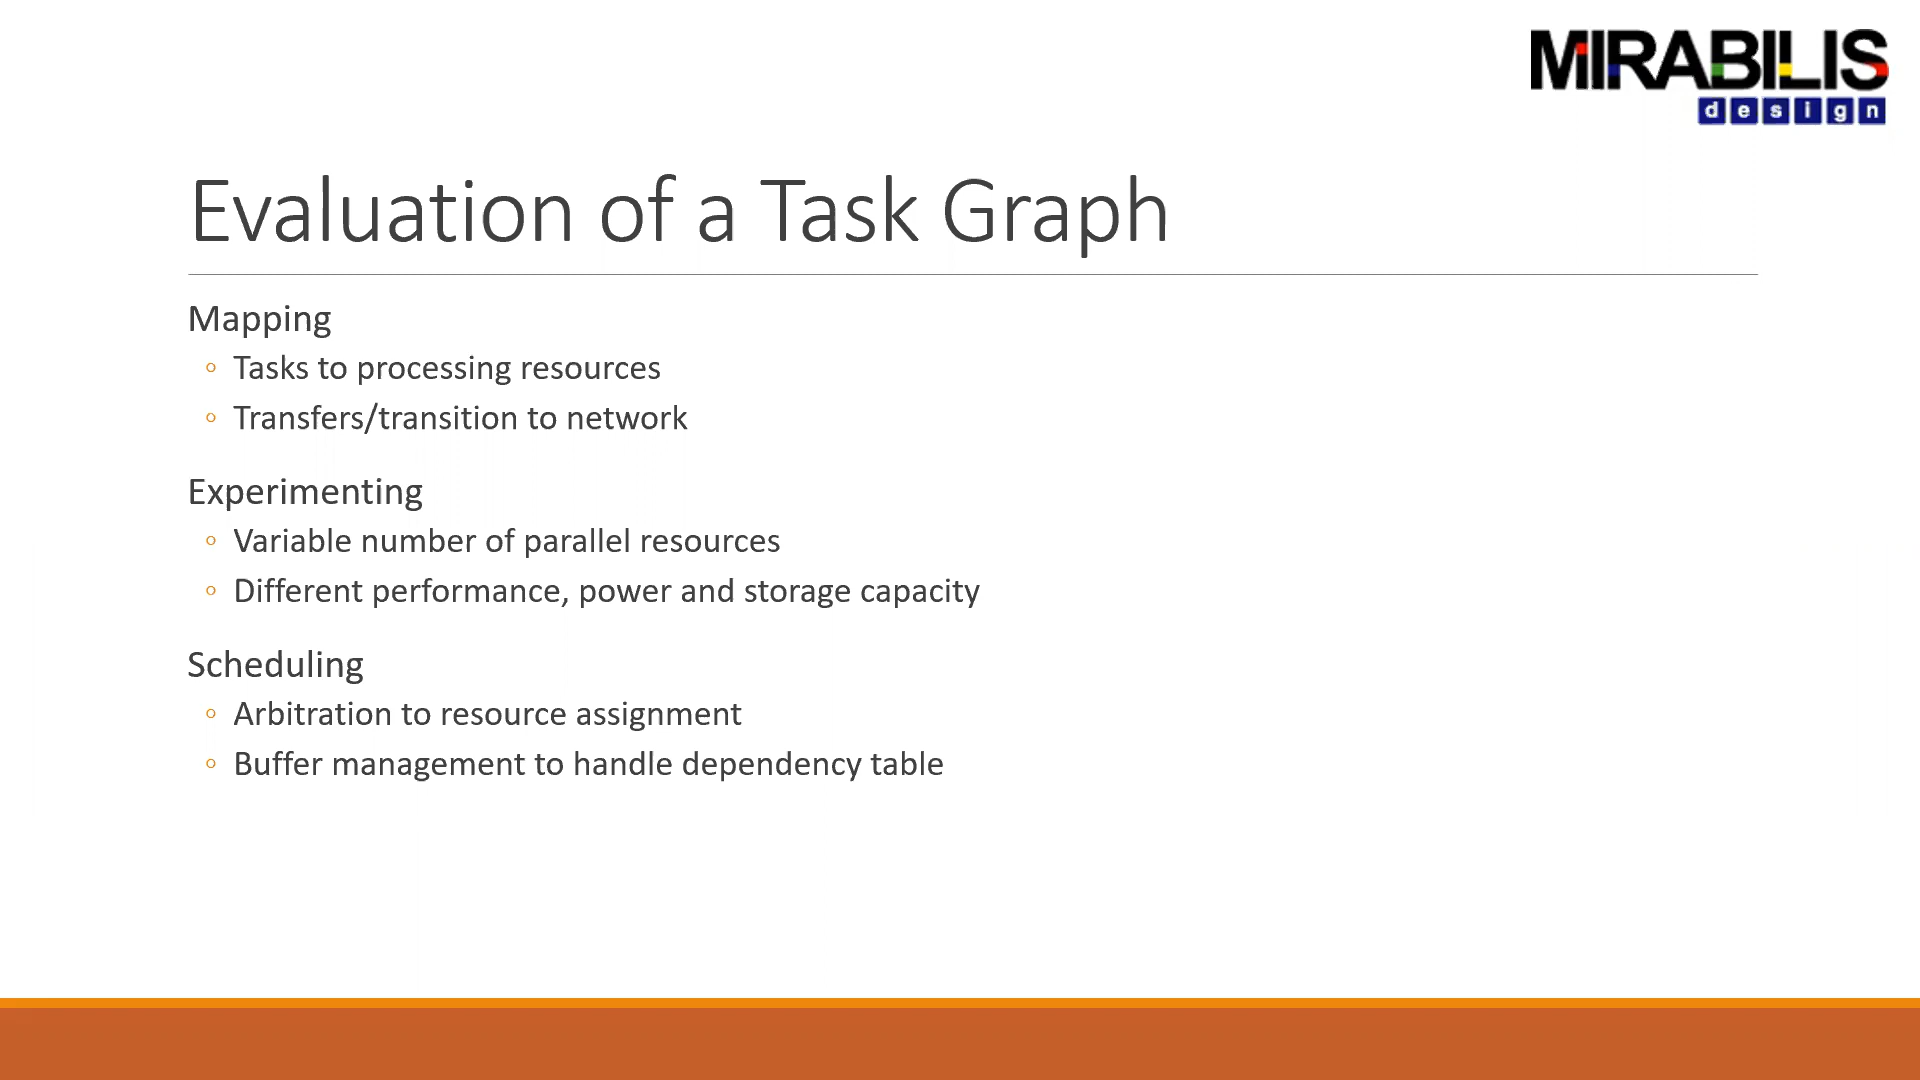 MIRABILIS
design
Evaluation of a Task Graph
Mapping
◦ Tasks to processing resources
◦ Transfers/transition to network
Experimenting
◦ Variable number of parallel resources
◦ Different performance, power and storage capacity
Scheduling
◦ Arbitration to resource assignment
◦ Buffer management to handle dependency table